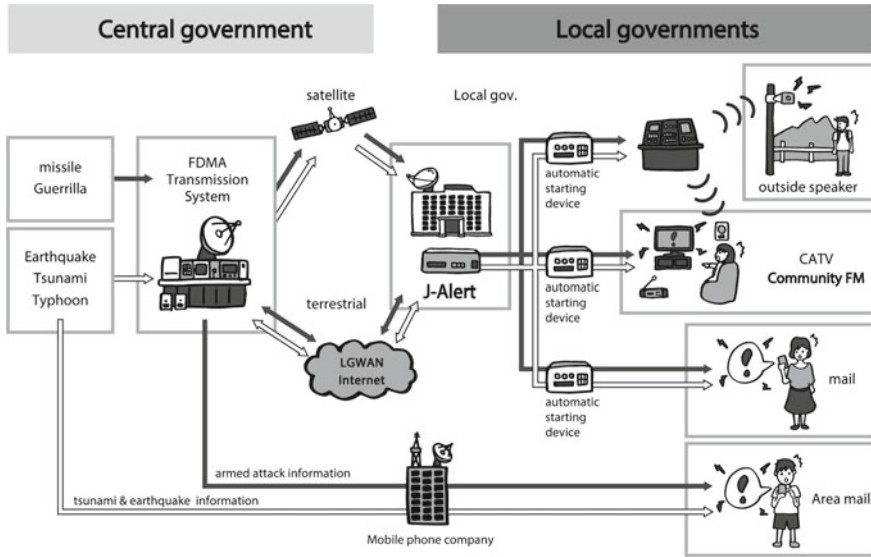 Central government
Local governments
satellite
Local gov.
missile
Guerrilla
FDMA
Transmission
System
Earthquake
Tsunami
Typhoon
automatic
starting
device
outside speaker
automatic
starting
device
CATV
Community FM
J-Alert
terrestrial
LGWAN
Internet
automatic
starting
device
mail
armed attack information
tsunami & earthquake information
Mobile phone company
Area mail